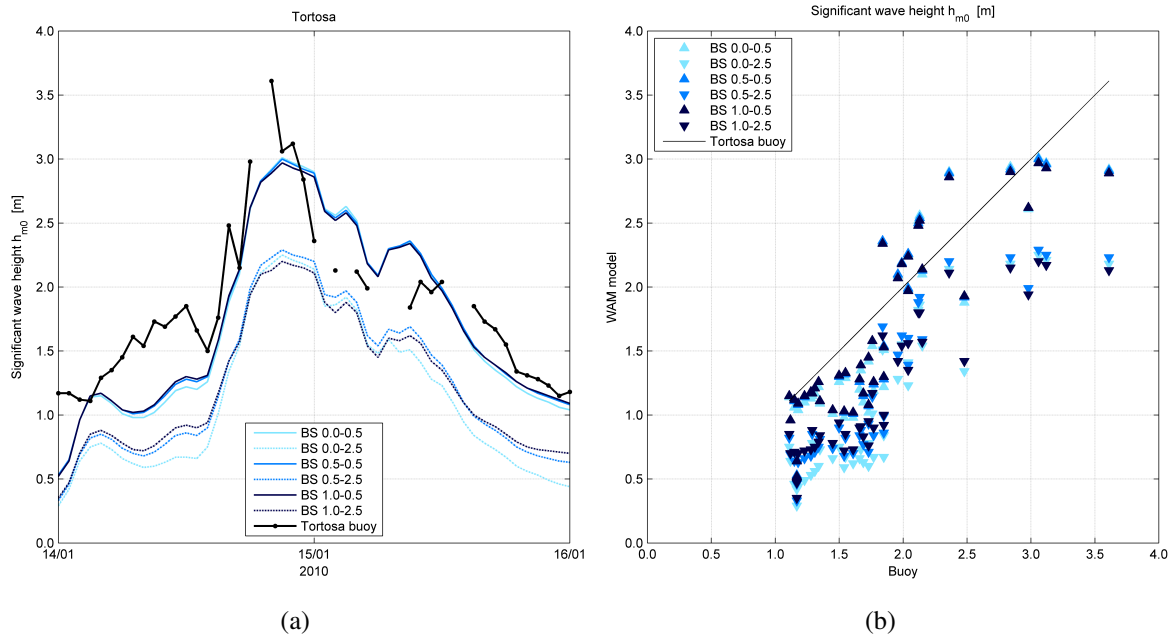 Tortosa
Significant wave height h_m0 [m]
4.0
3.5
3.0
2.5
2.0
1.5
1.0
0.5
0.0
14/01
15/01
16/01
2010
BS 0.0-0.5
BS 0.0-2.5
BS 0.5-0.5
BS 0.5-2.5
BS 1.0-0.5
BS 1.0-2.5
Tortosa buoy
(a)
Significant wave height h_m0 [m]
WAM model
4.0
3.5
3.0
2.5
2.0
1.5
1.0
0.5
0.0
BS 0.0-0.5
BS 0.0-2.5
BS 0.5-0.5
BS 0.5-2.5
BS 1.0-0.5
BS 1.0-2.5
Tortosa buoy
0.0 0.5 1.0 1.5 2.0 2.5 3.0 3.5 4.0
Buoy
(b)